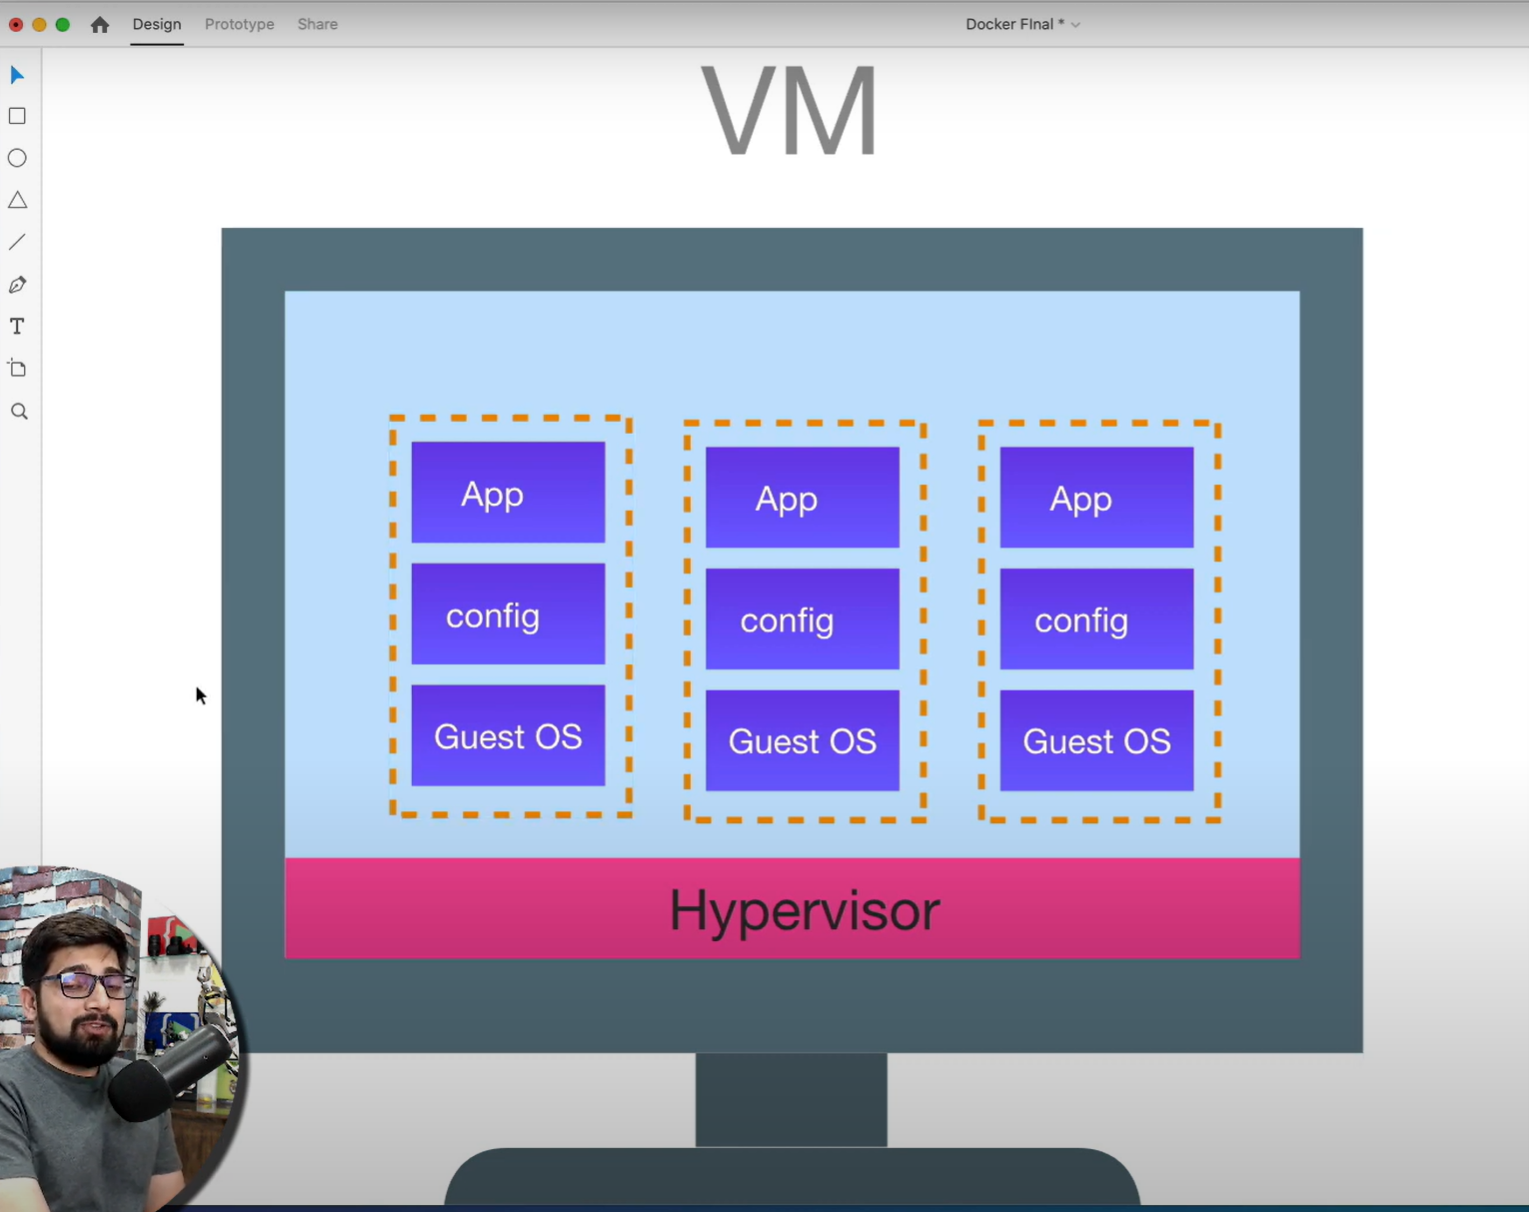 Design Prototype Share Docker FInal *
VM
App App App
config config config
Guest OS Guest OS Guest OS
Hypervisor